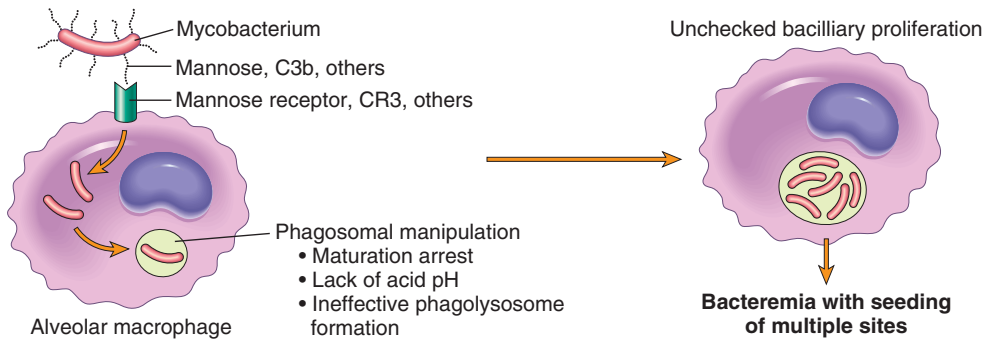 Mycobacterium
Mannose, C3b, others
Mannose receptor, CR3, others
Phagosomal manipulation
• Maturation arrest
• Lack of acid pH
• Ineffective phagolysosome
formation
Alveolar macrophage
Unchecked bacilliary proliferation
Bacteremia with seeding
of multiple sites